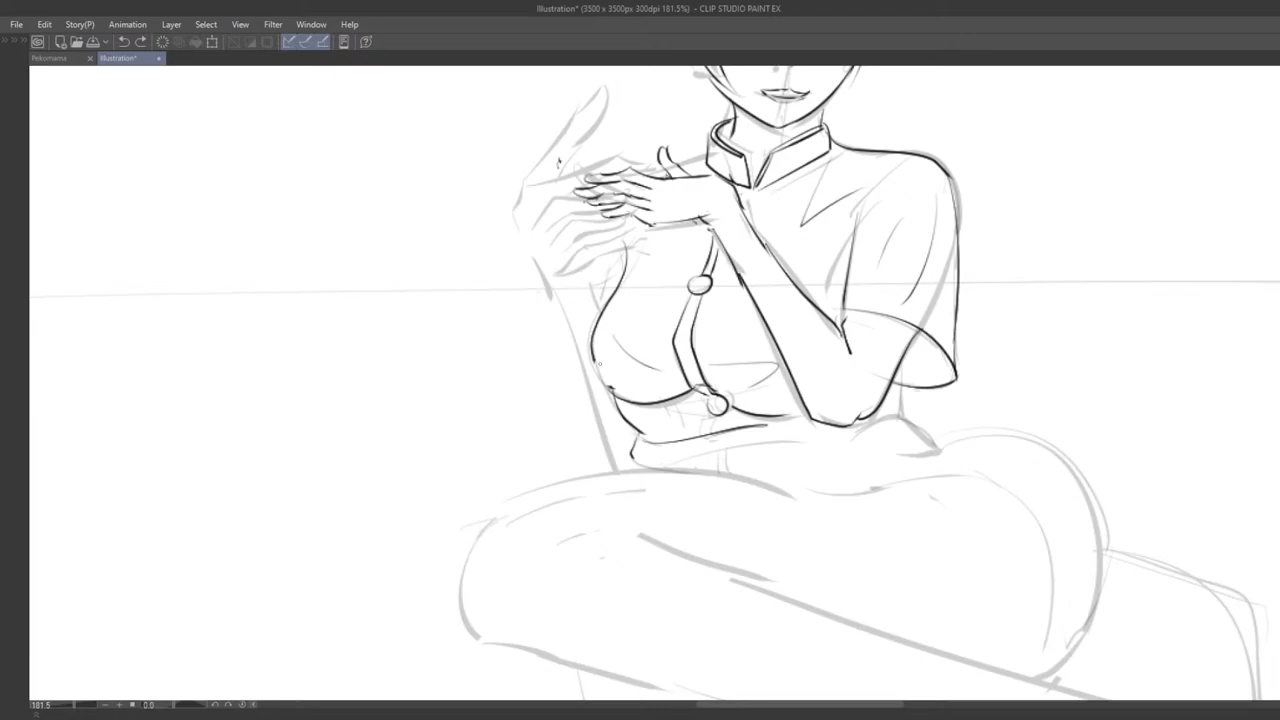 Illustration* (3500 x 3500px 300dpi 181.5%) - CLIP STUDIO PAINT EX
File Edit Story(P) Animation Layer Select View Filter Window Help
Pekomama Illustration*
181.5 0.0